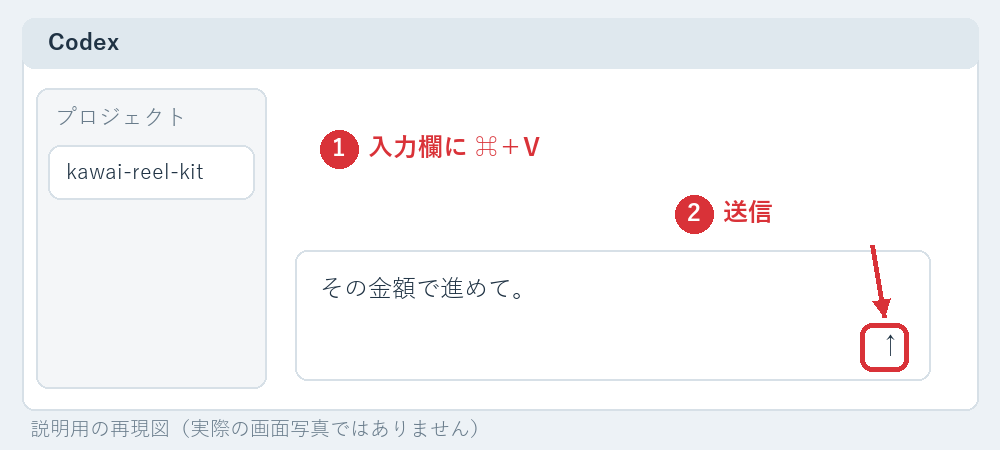 Codex
プロジェクト
kawai-reel-kit
1 入力欄に ⌘＋V
2 送信
その金額で進めて。
↑
説明用の再現図（実際の画面写真ではありません）